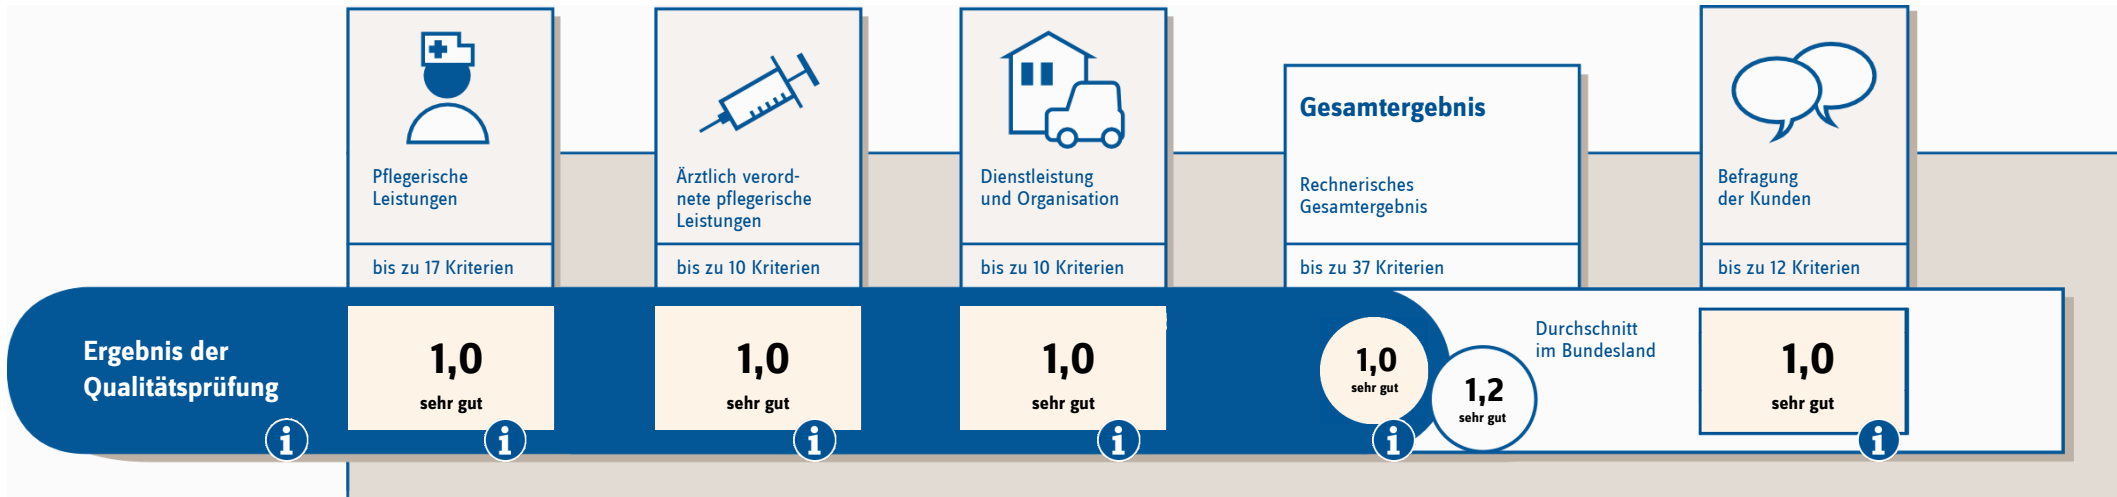 Pflegerische
Leistungen
bis zu 17 Kriterien
Ärztlich verord-
nete pflegerische
Leistungen
bis zu 10 Kriterien
Dienstleistung
und Organisation
bis zu 10 Kriterien
Gesamtergebnis
Rechnerisches
Gesamtergebnis
bis zu 37 Kriterien
Befragung
der Kunden
bis zu 12 Kriterien
Ergebnis der
Qualitätsprüfung
i
1,0
sehr gut
i
1,0
sehr gut
i
1,0
sehr gut
i
1,0
sehr gut
i
1,2
sehr gut
Durchschnitt
im Bundesland
1,0
sehr gut
i